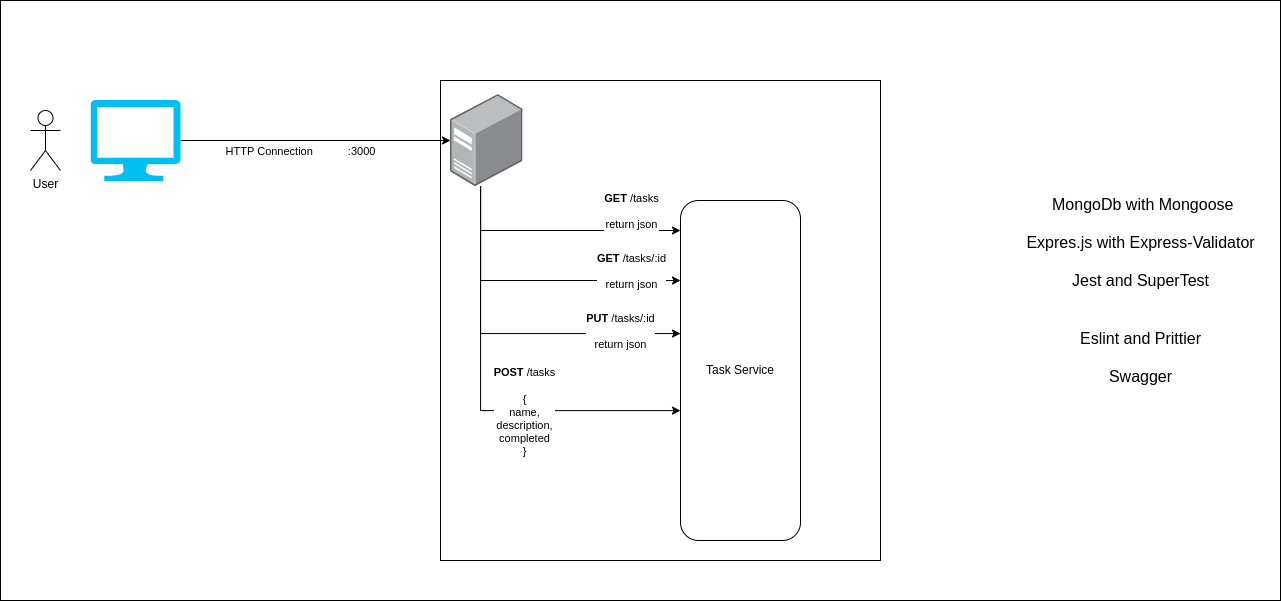 User
HTTP Connection :3000
GET /tasks
return json
GET /tasks/:id
return json
PUT /tasks/:id
return json
POST /tasks
{
name,
description,
completed
}
Task Service
MongoDb with Mongoose
Expres.js with Express-Validator
Jest and SuperTest
Eslint and Prittier
Swagger